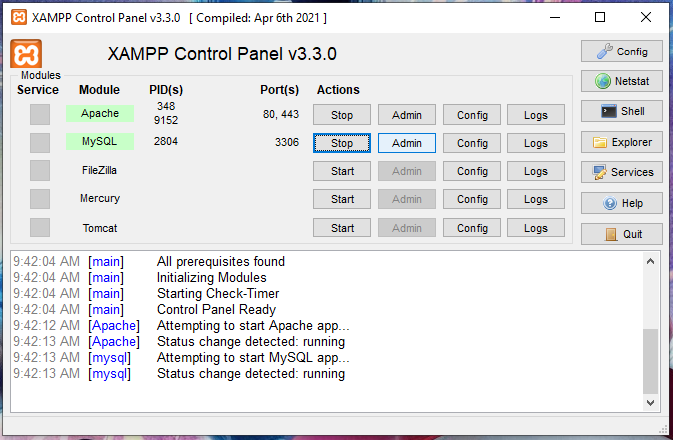 XAMPP Control Panel v3.3.0 [ Compiled: Apr 6th 2021 ]
XAMPP Control Panel v3.3.0
Config
Modules
Service Module PID(s) Port(s) Actions
Netstat
Apache 348 9152 80, 443 Stop Admin Config Logs
Shell
MySQL 2804 3306 Stop Admin Config Logs
Explorer
FileZilla Start Admin Config Logs
Services
Mercury Start Admin Config Logs
Help
Tomcat Start Admin Config Logs
Quit
9:42:04 AM [main] All prerequisites found
9:42:04 AM [main] Initializing Modules
9:42:04 AM [main] Starting Check-Timer
9:42:04 AM [main] Control Panel Ready
9:42:12 AM [Apache] Attempting to start Apache app...
9:42:13 AM [Apache] Status change detected: running
9:42:13 AM [mysql] Attempting to start MySQL app...
9:42:13 AM [mysql] Status change detected: running